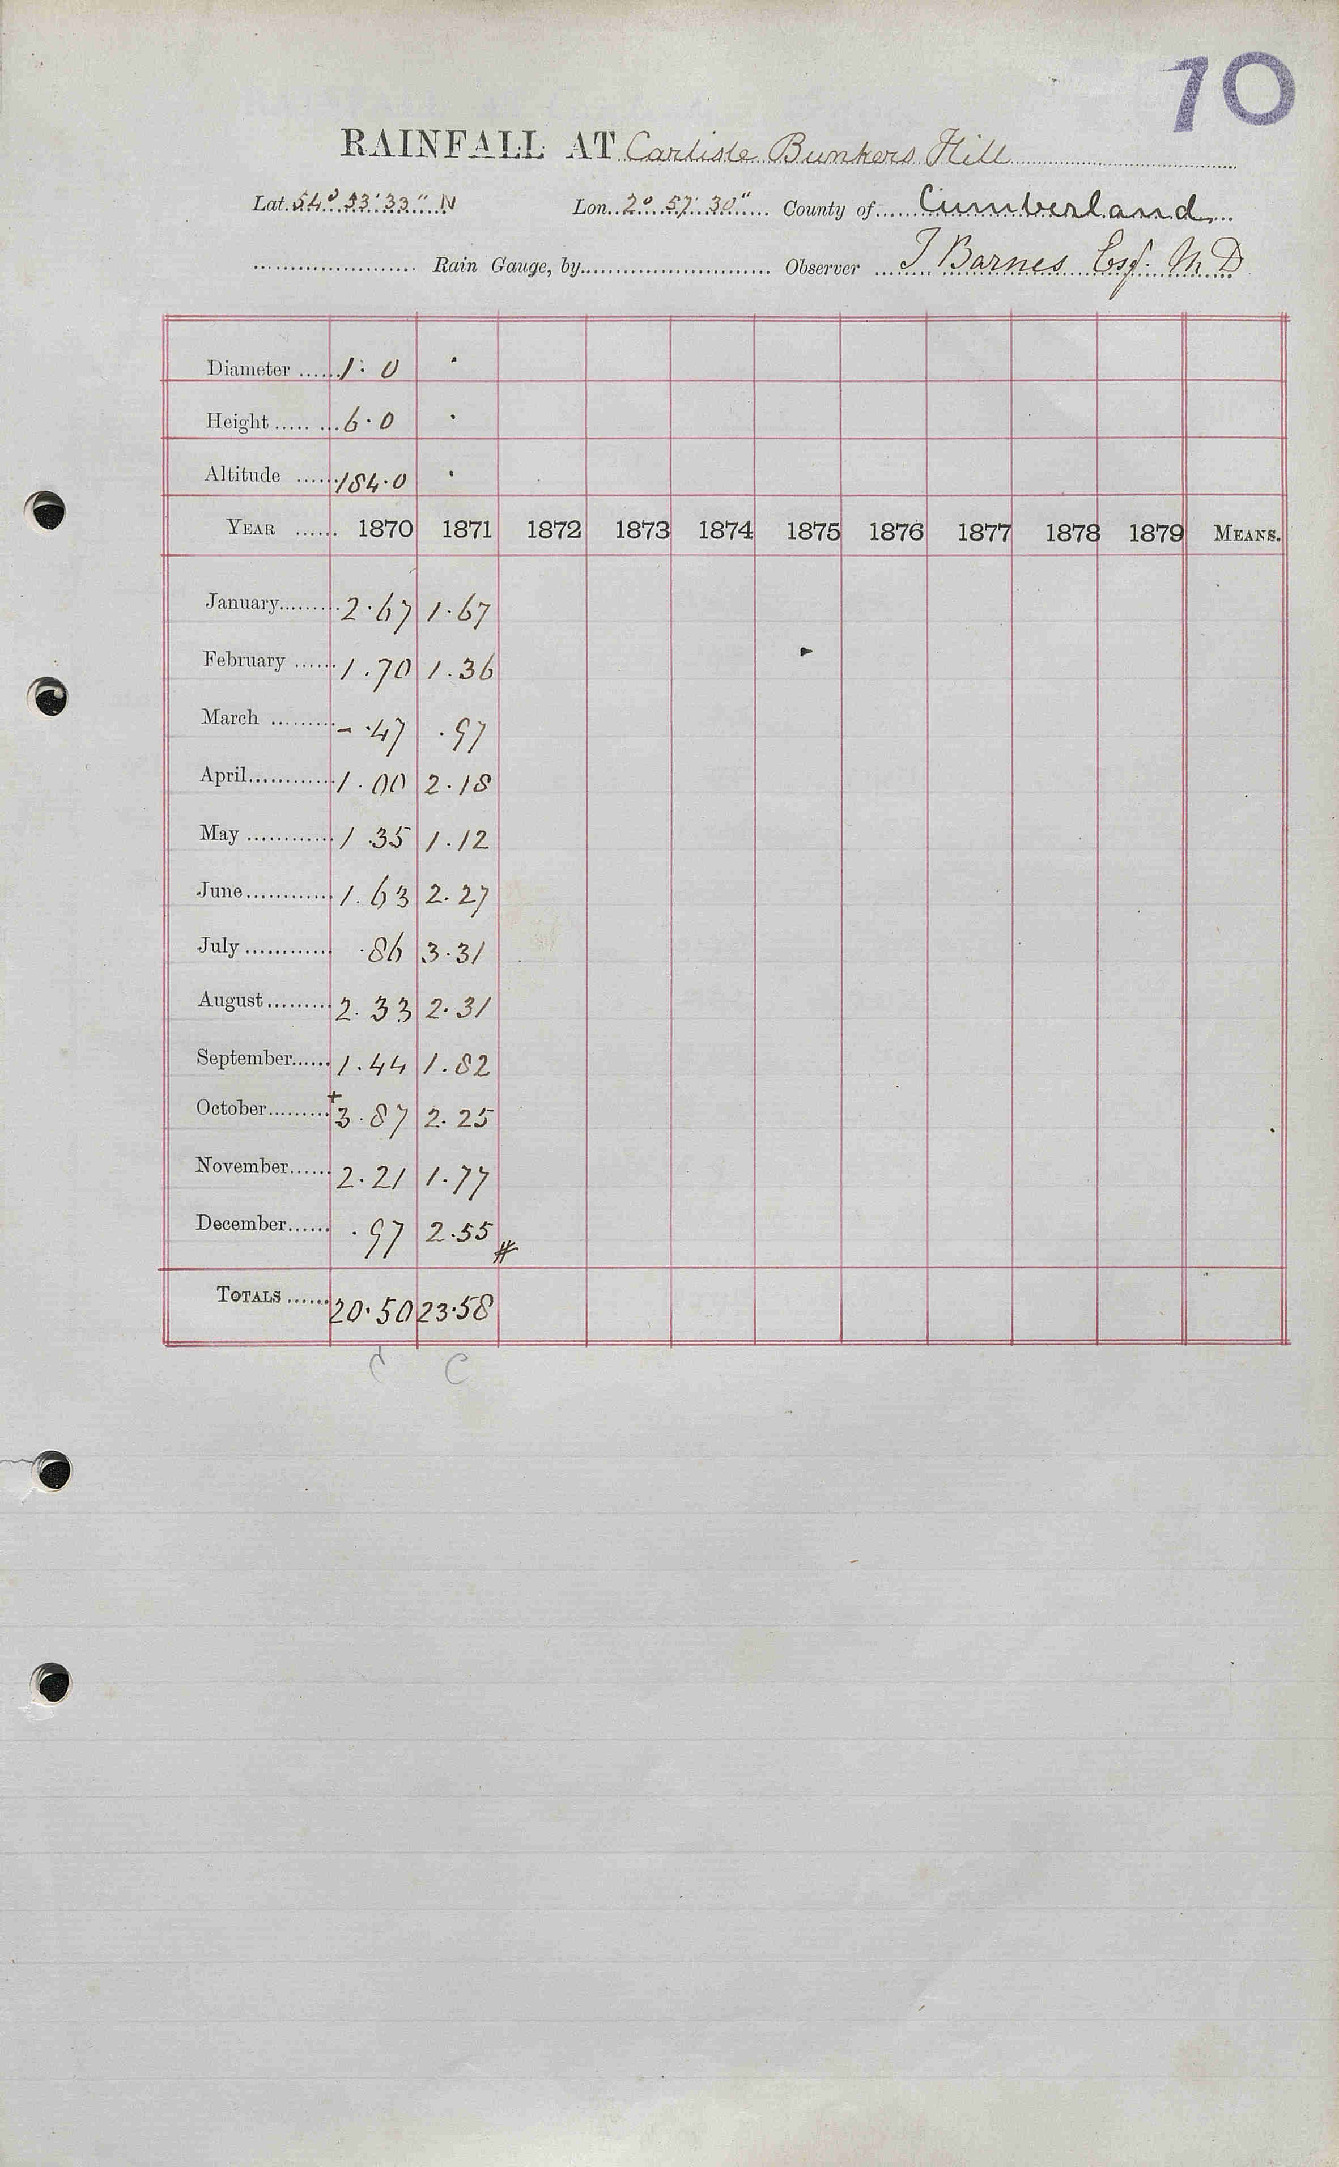 10
RAINFALL AT Carlisle Bunkers Hill
Lat. 54° 53' 33" N Lon. 2° 57' 30" County of Cumberland
Rain Gauge, by Observer T Barnes Esq. M D
Diameter 1. 0 .
Height 6.0 .
Altitude 184.0 .
YEAR 1870 1871 1872 1873 1874 1875 1876 1877 1878 1879 MEANS.
January 2.67 1.67
February 1.70 1.36
March - .47 .97
April 1.00 2.18
May 1.35 1.12
June 1.63 2.27
July .86 3.31
August 2.33 2.31
September 1.44 1.82
October +3.87 2.25
November 2.21 1.77
December .97 2.55 #
TOTALS 20.50 23.58
C C